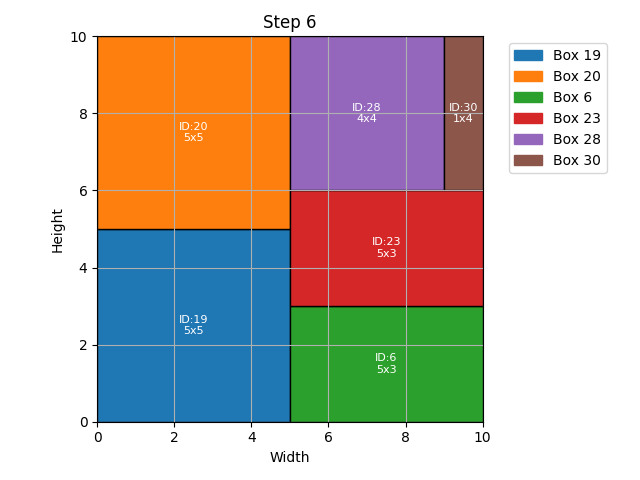 Step 6
Height
10
8
6
4
2
0
ID:20
5x5
ID:28
4x4
ID:30
1x4
ID:23
5x3
ID:19
5x5
ID:6
5x3
0 2 4 6 8 10
Width
Box 19
Box 20
Box 6
Box 23
Box 28
Box 30